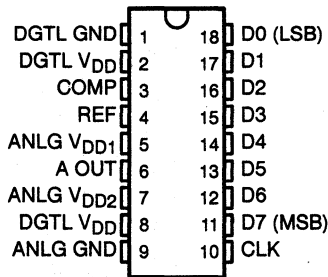 DGTL GND 1 18 D0 (LSB)
DGTL VDD 2 17 D1
COMP 3 16 D2
REF 4 15 D3
ANLG VDD1 5 14 D4
A OUT 6 13 D5
ANLG VDD2 7 12 D6
DGTL VDD 8 11 D7 (MSB)
ANLG GND 9 10 CLK